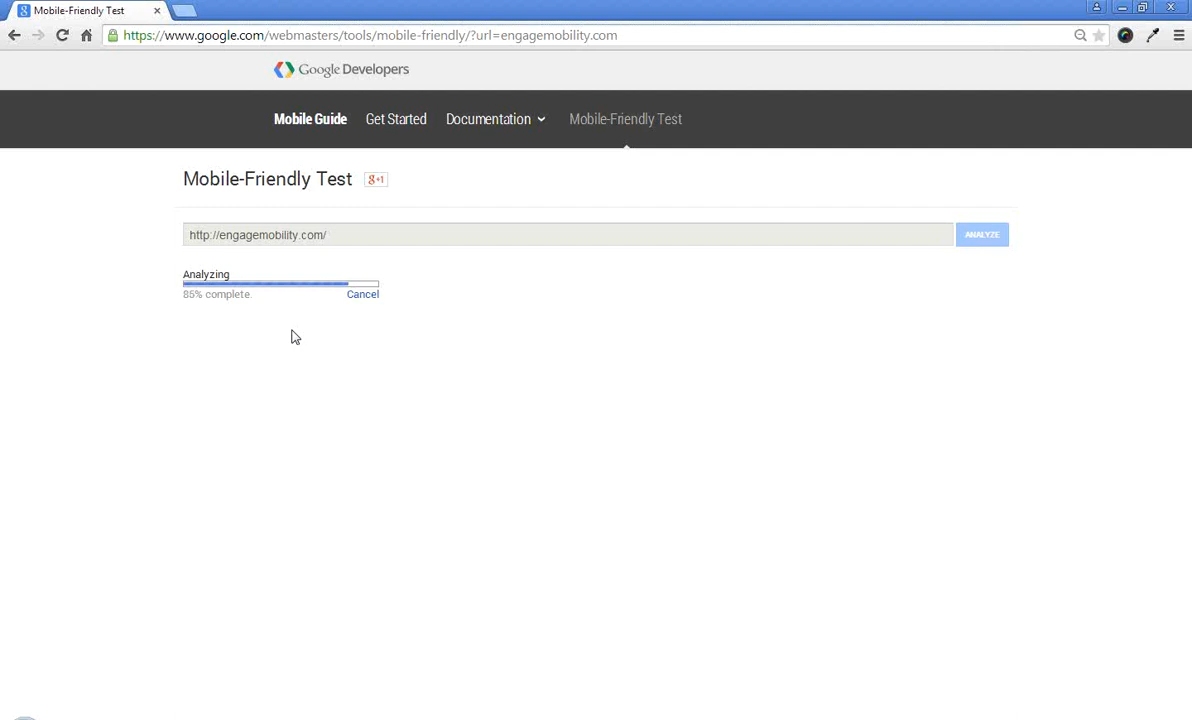 Mobile-Friendly Test
https://www.google.com/webmasters/tools/mobile-friendly/?url=engagemobility.com
Google Developers
Mobile Guide Get Started Documentation Mobile-Friendly Test
Mobile-Friendly Test g+1
http://engagemobility.com/ ANALYZE
Analyzing
85% complete. Cancel